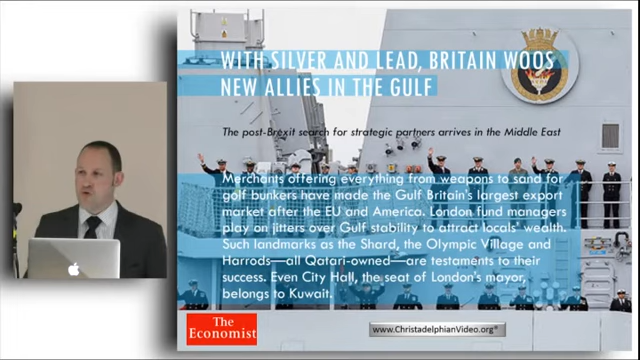 WITH SILVER AND LEAD, BRITAIN WOOS
NEW ALLIES IN THE GULF
The post-Brexit search for strategic partners arrives in the Middle East
Merchants offering everything from weapons to sand for
golf bunkers have made the Gulf Britain's largest export
market after the EU and America. London fund managers
play on jitters over Gulf stability to attract locals' wealth.
Such landmarks as the Shard, the Olympic Village and
Harrods—all Qatari-owned—are testaments to their
success. Even City Hall, the seat of London's mayor,
belongs to Kuwait.
The
Economist
www.ChristadelphianVideo.org®